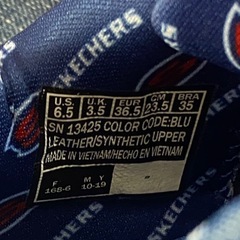 SKECHERS
U.S. U.K. EUR CM BRA
6.5 3.5 36.5 23.5 35
SN 13425 COLOR CODE:BLU
LEATHER/SYNTHETIC UPPER
MADE IN VIETNAM/HECHO EN VIETNAM
F M Y
168-6 10-19 -
SKECHERS